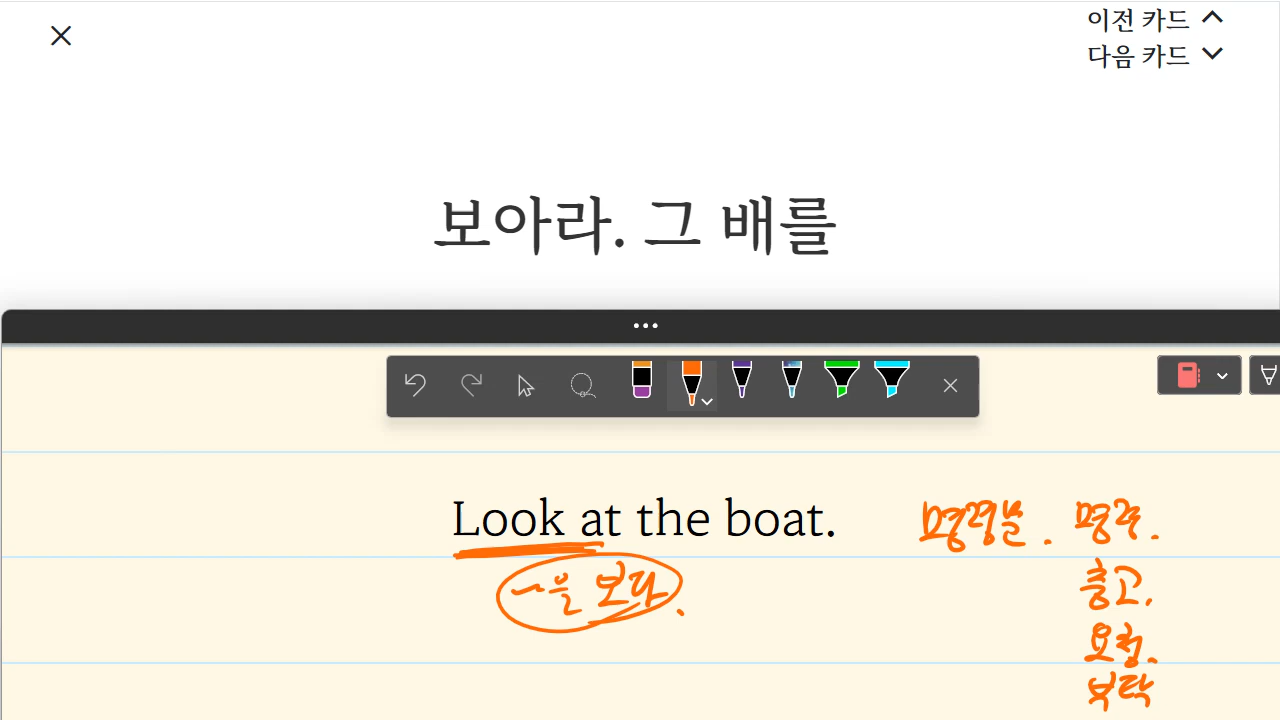 이전 카드
다음 카드
보아라. 그 배를
Look at the boat.
명령문. 명령.
~을 보다.
충고.
요청.
부탁